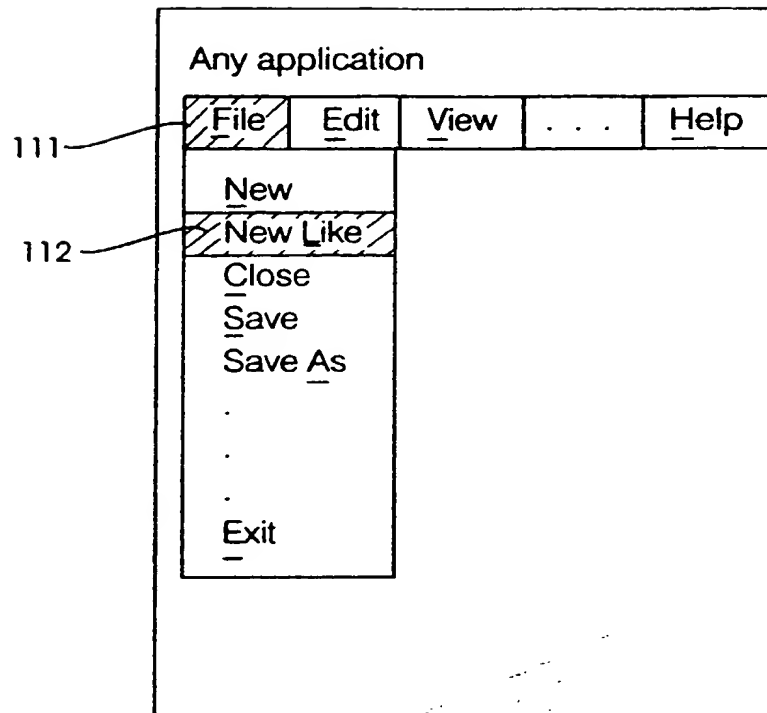 Any application
111 File Edit View . . . Help
New
112 New Like
Close
Save
Save As
.
.
.
Exit